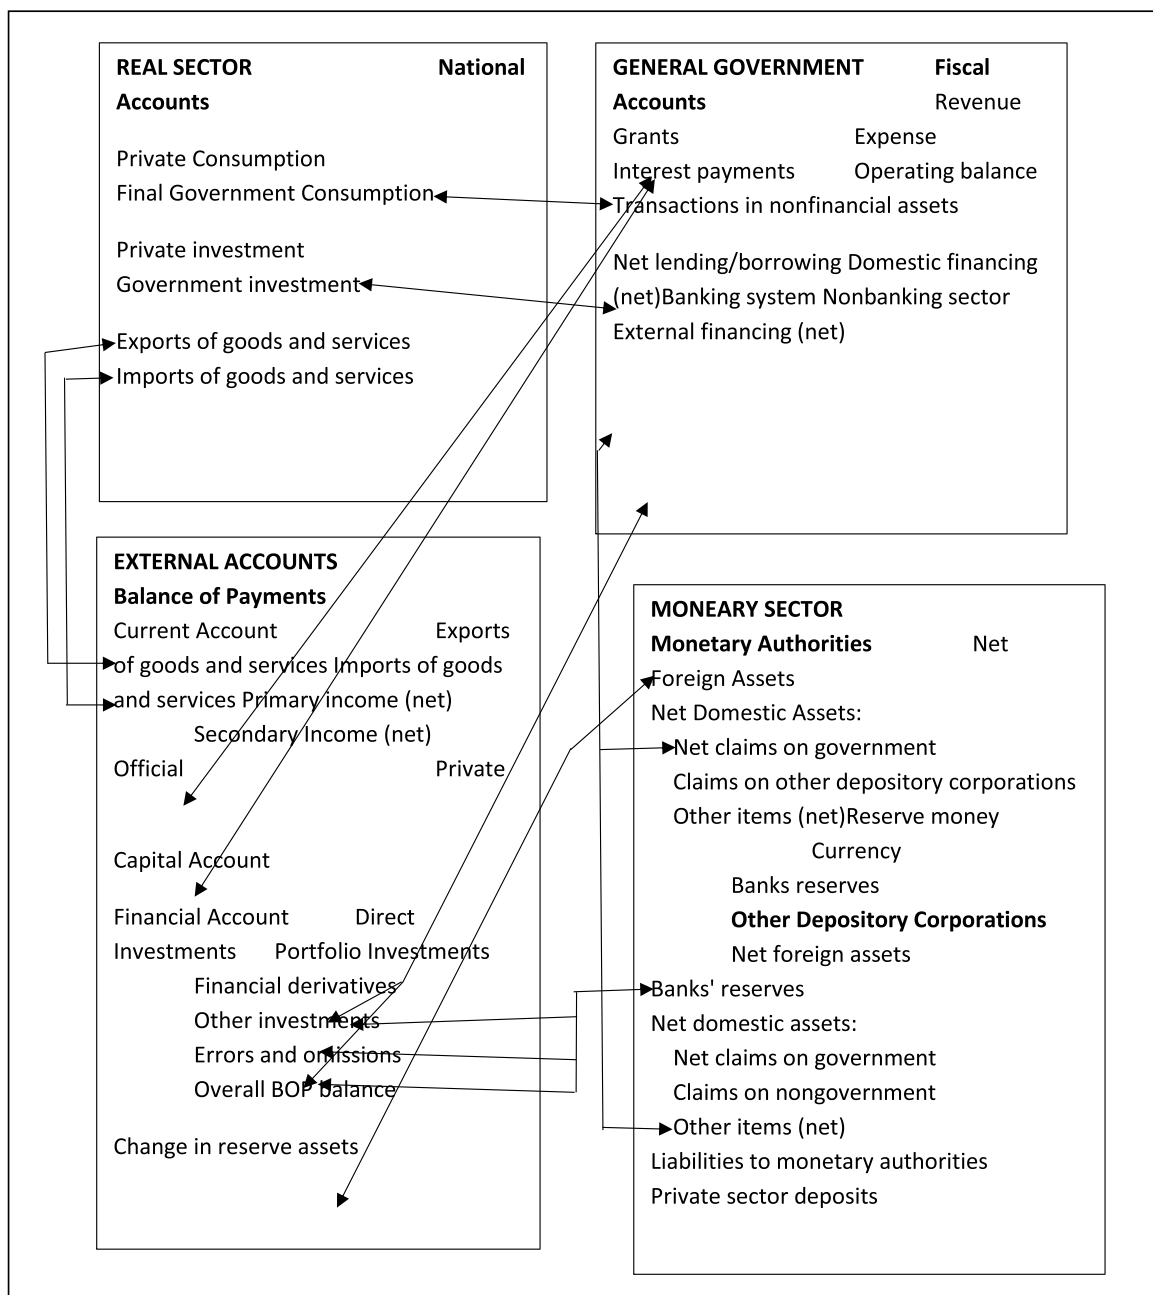 REAL SECTOR National
Accounts
Private Consumption
Final Government Consumption
Private investment
Government investment
Exports of goods and services
Imports of goods and services
GENERAL GOVERNMENT Fiscal
Accounts Revenue
Grants Expense
Interest payments Operating balance
Transactions in nonfinancial assets
Net lending/borrowing Domestic financing
(net)Banking system Nonbanking sector
External financing (net)
EXTERNAL ACCOUNTS
Balance of Payments
Current Account Exports
of goods and services Imports of goods
and services Primary income (net)
Secondary Income (net)
Official Private
Capital Account
Financial Account Direct
Investments Portfolio Investments
Financial derivatives
Other investments
Errors and omissions
Overall BOP balance
Change in reserve assets
MONEARY SECTOR
Monetary Authorities Net
Foreign Assets
Net Domestic Assets:
Net claims on government
Claims on other depository corporations
Other items (net)Reserve money
Currency
Banks reserves
Other Depository Corporations
Net foreign assets
Banks' reserves
Net domestic assets:
Net claims on government
Claims on nongovernment
Other items (net)
Liabilities to monetary authorities
Private sector deposits